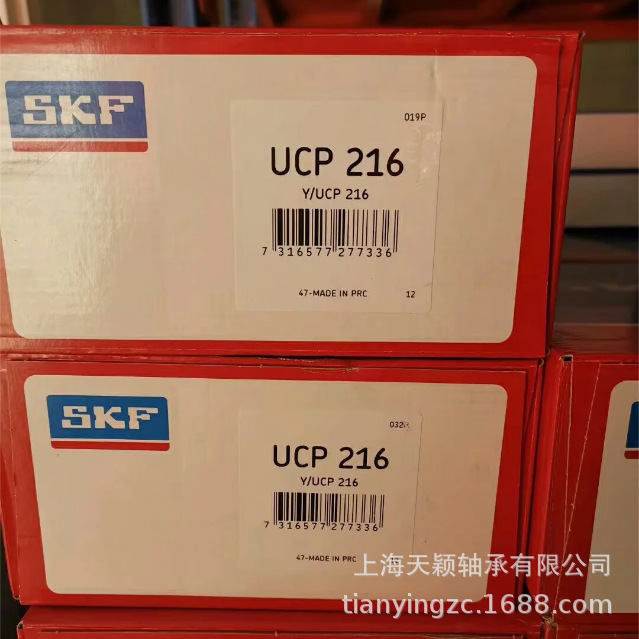 SKF
019P
UCP 216
Y/UCP 216
7 316577 277336
47-MADE IN PRC 12
SKF
UCP 216
Y/UCP 216
7 316577 277336
47-MADE IN PRC
上海天颖轴承有限公司
tianyingzc.1688.com